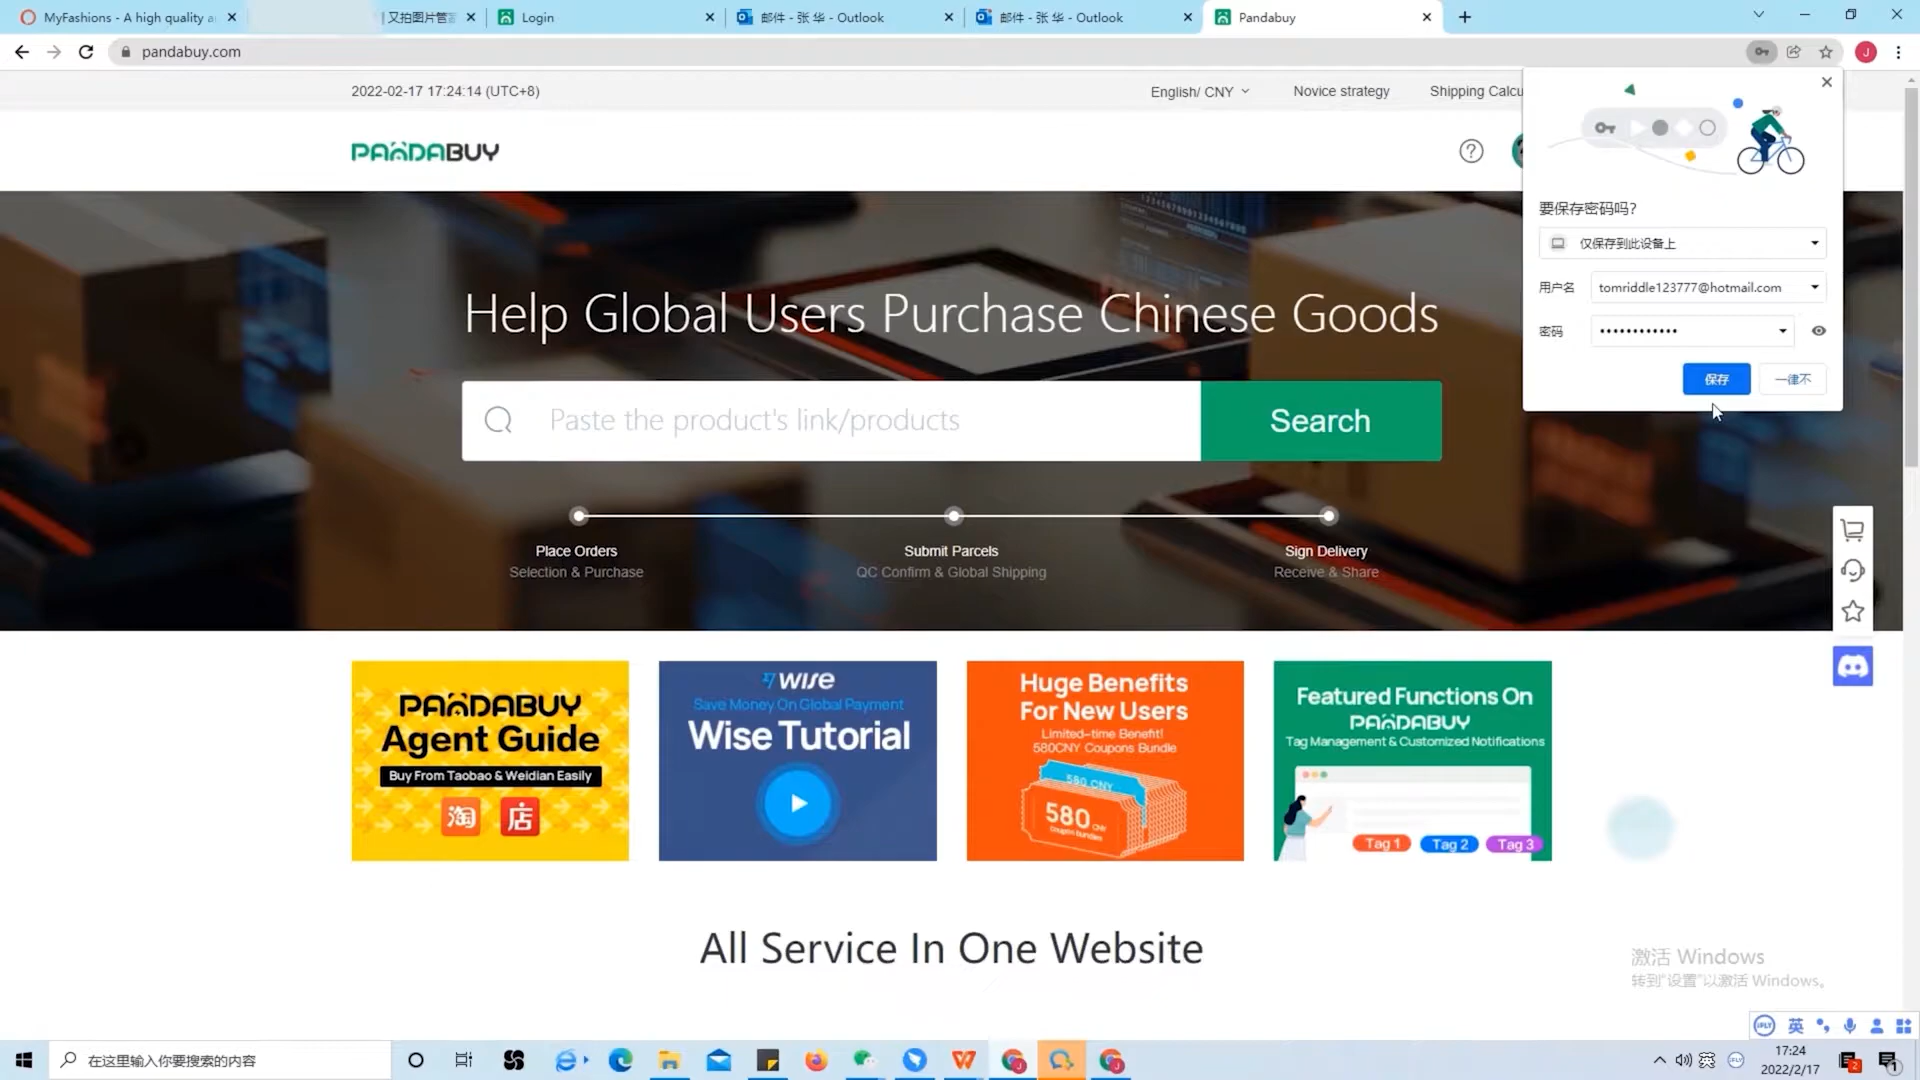 MyFashions - A high quality a
又拍图片管
Login
邮件 - 张 华 - Outlook
邮件 - 张 华 - Outlook
Pandabuy
pandabuy.com
J
2022-02-17 17:24:14 (UTC+8)
English/ CNY
Novice strategy
Shipping Calcu
PANDABUY
要保存密码吗?
仅保存到此设备上
用户名
tomriddle123777@hotmail.com
密码
••••••••••••
保存
一律不
Help Global Users Purchase Chinese Goods
Paste the product's link/products
Search
Place Orders
Submit Parcels
Sign Delivery
Selection & Purchase
QC Confirm & Global Shipping
Receive & Share
PANDABUY
Agent Guide
Buy From Taobao & Weidian Easily
淘
店
WISE
Save Money On Global Payment
Wise Tutorial
Huge Benefits
For New Users
Limited-time Benefit!
580CNY Coupons Bundle
580 CNY
580 CNY
Featured Functions On
PANDABUY
Tag Management & Customized Notifications
Tag 1
Tag 2
Tag 3
All Service In One Website
激活 Windows
转到"设置"以激活 Windows。
iFLY
英
在这里输入你要搜索的内容
英
17:24
2022/2/17
2
1